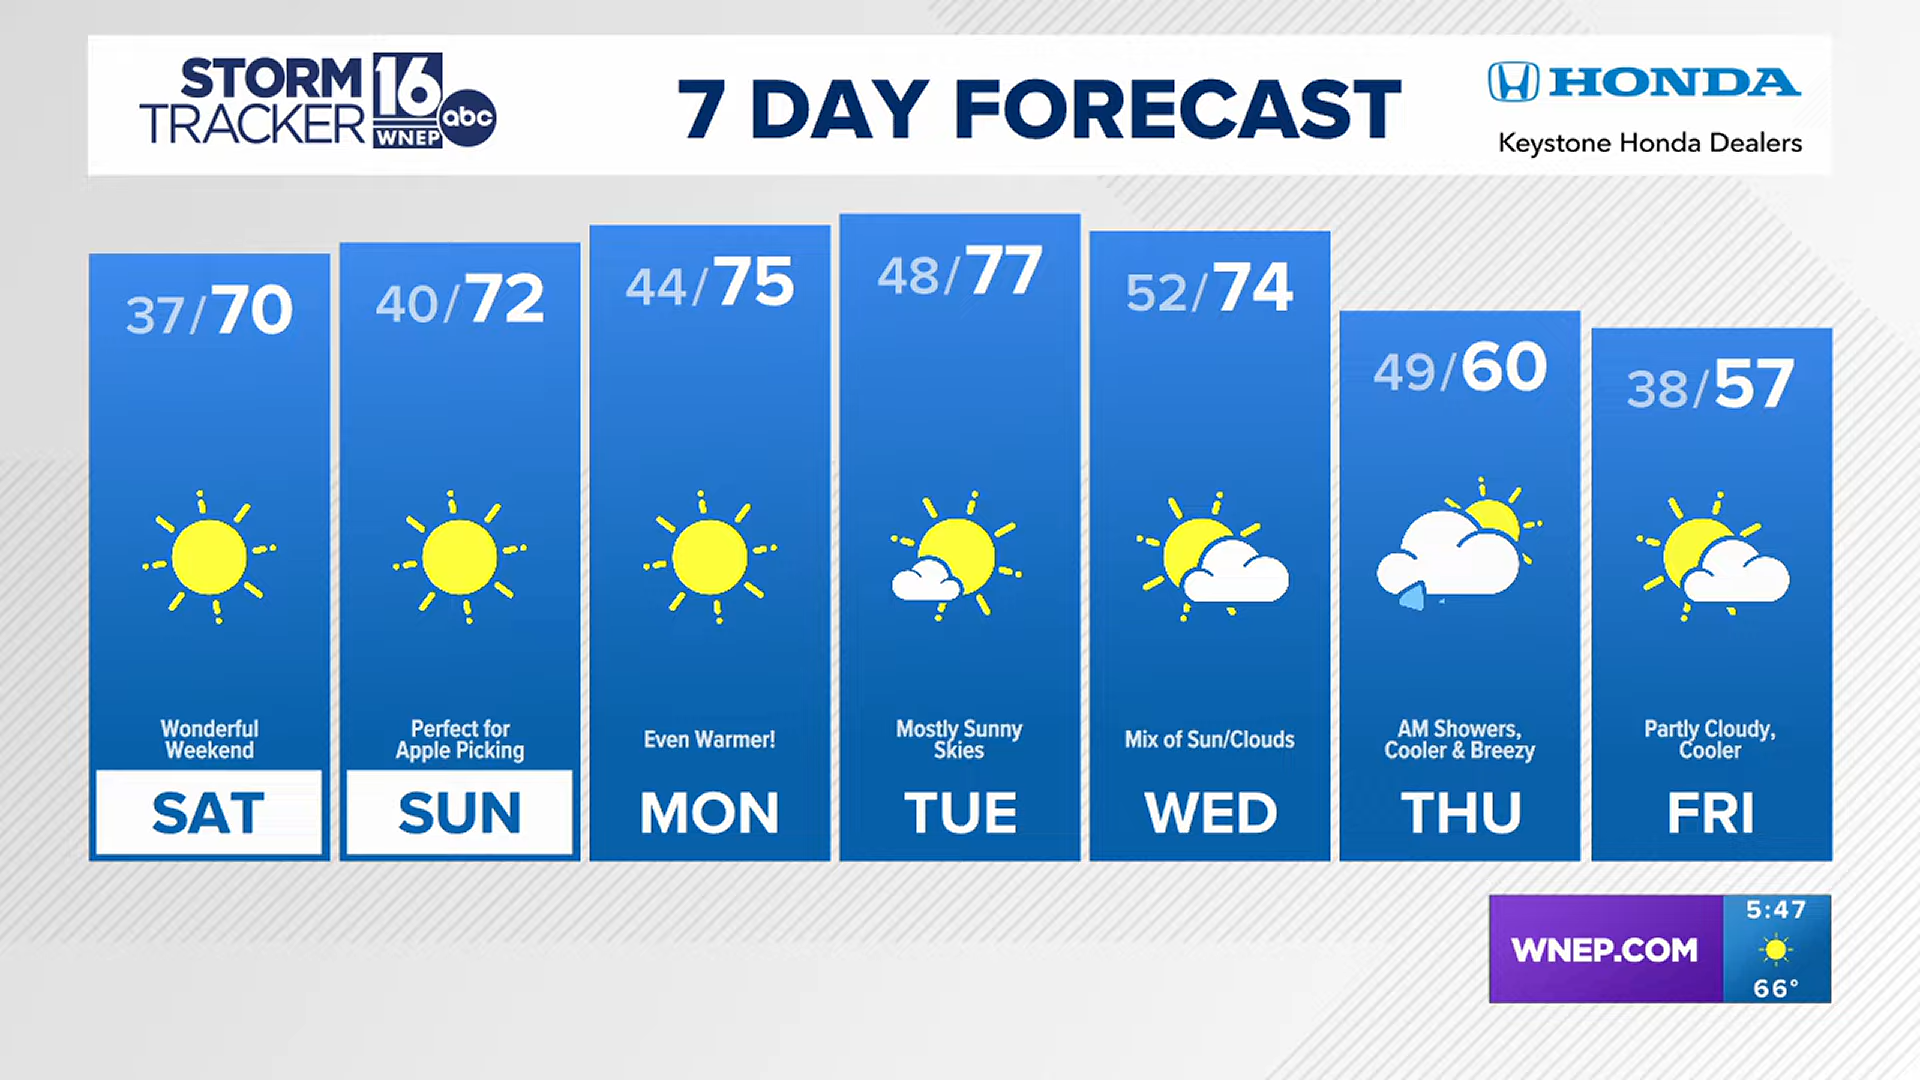 STORM
TRACKER
16
WNEP
abc
7 DAY FORECAST
HONDA
Keystone Honda Dealers
37/70
Wonderful
Weekend
SAT
40/72
Perfect for
Apple Picking
SUN
44/75
Even Warmer!
MON
48/77
Mostly Sunny
Skies
TUE
52/74
Mix of Sun/Clouds
WED
49/60
AM Showers,
Cooler & Breezy
THU
38/57
Partly Cloudy,
Cooler
FRI
WNEP.COM
5:47
66°